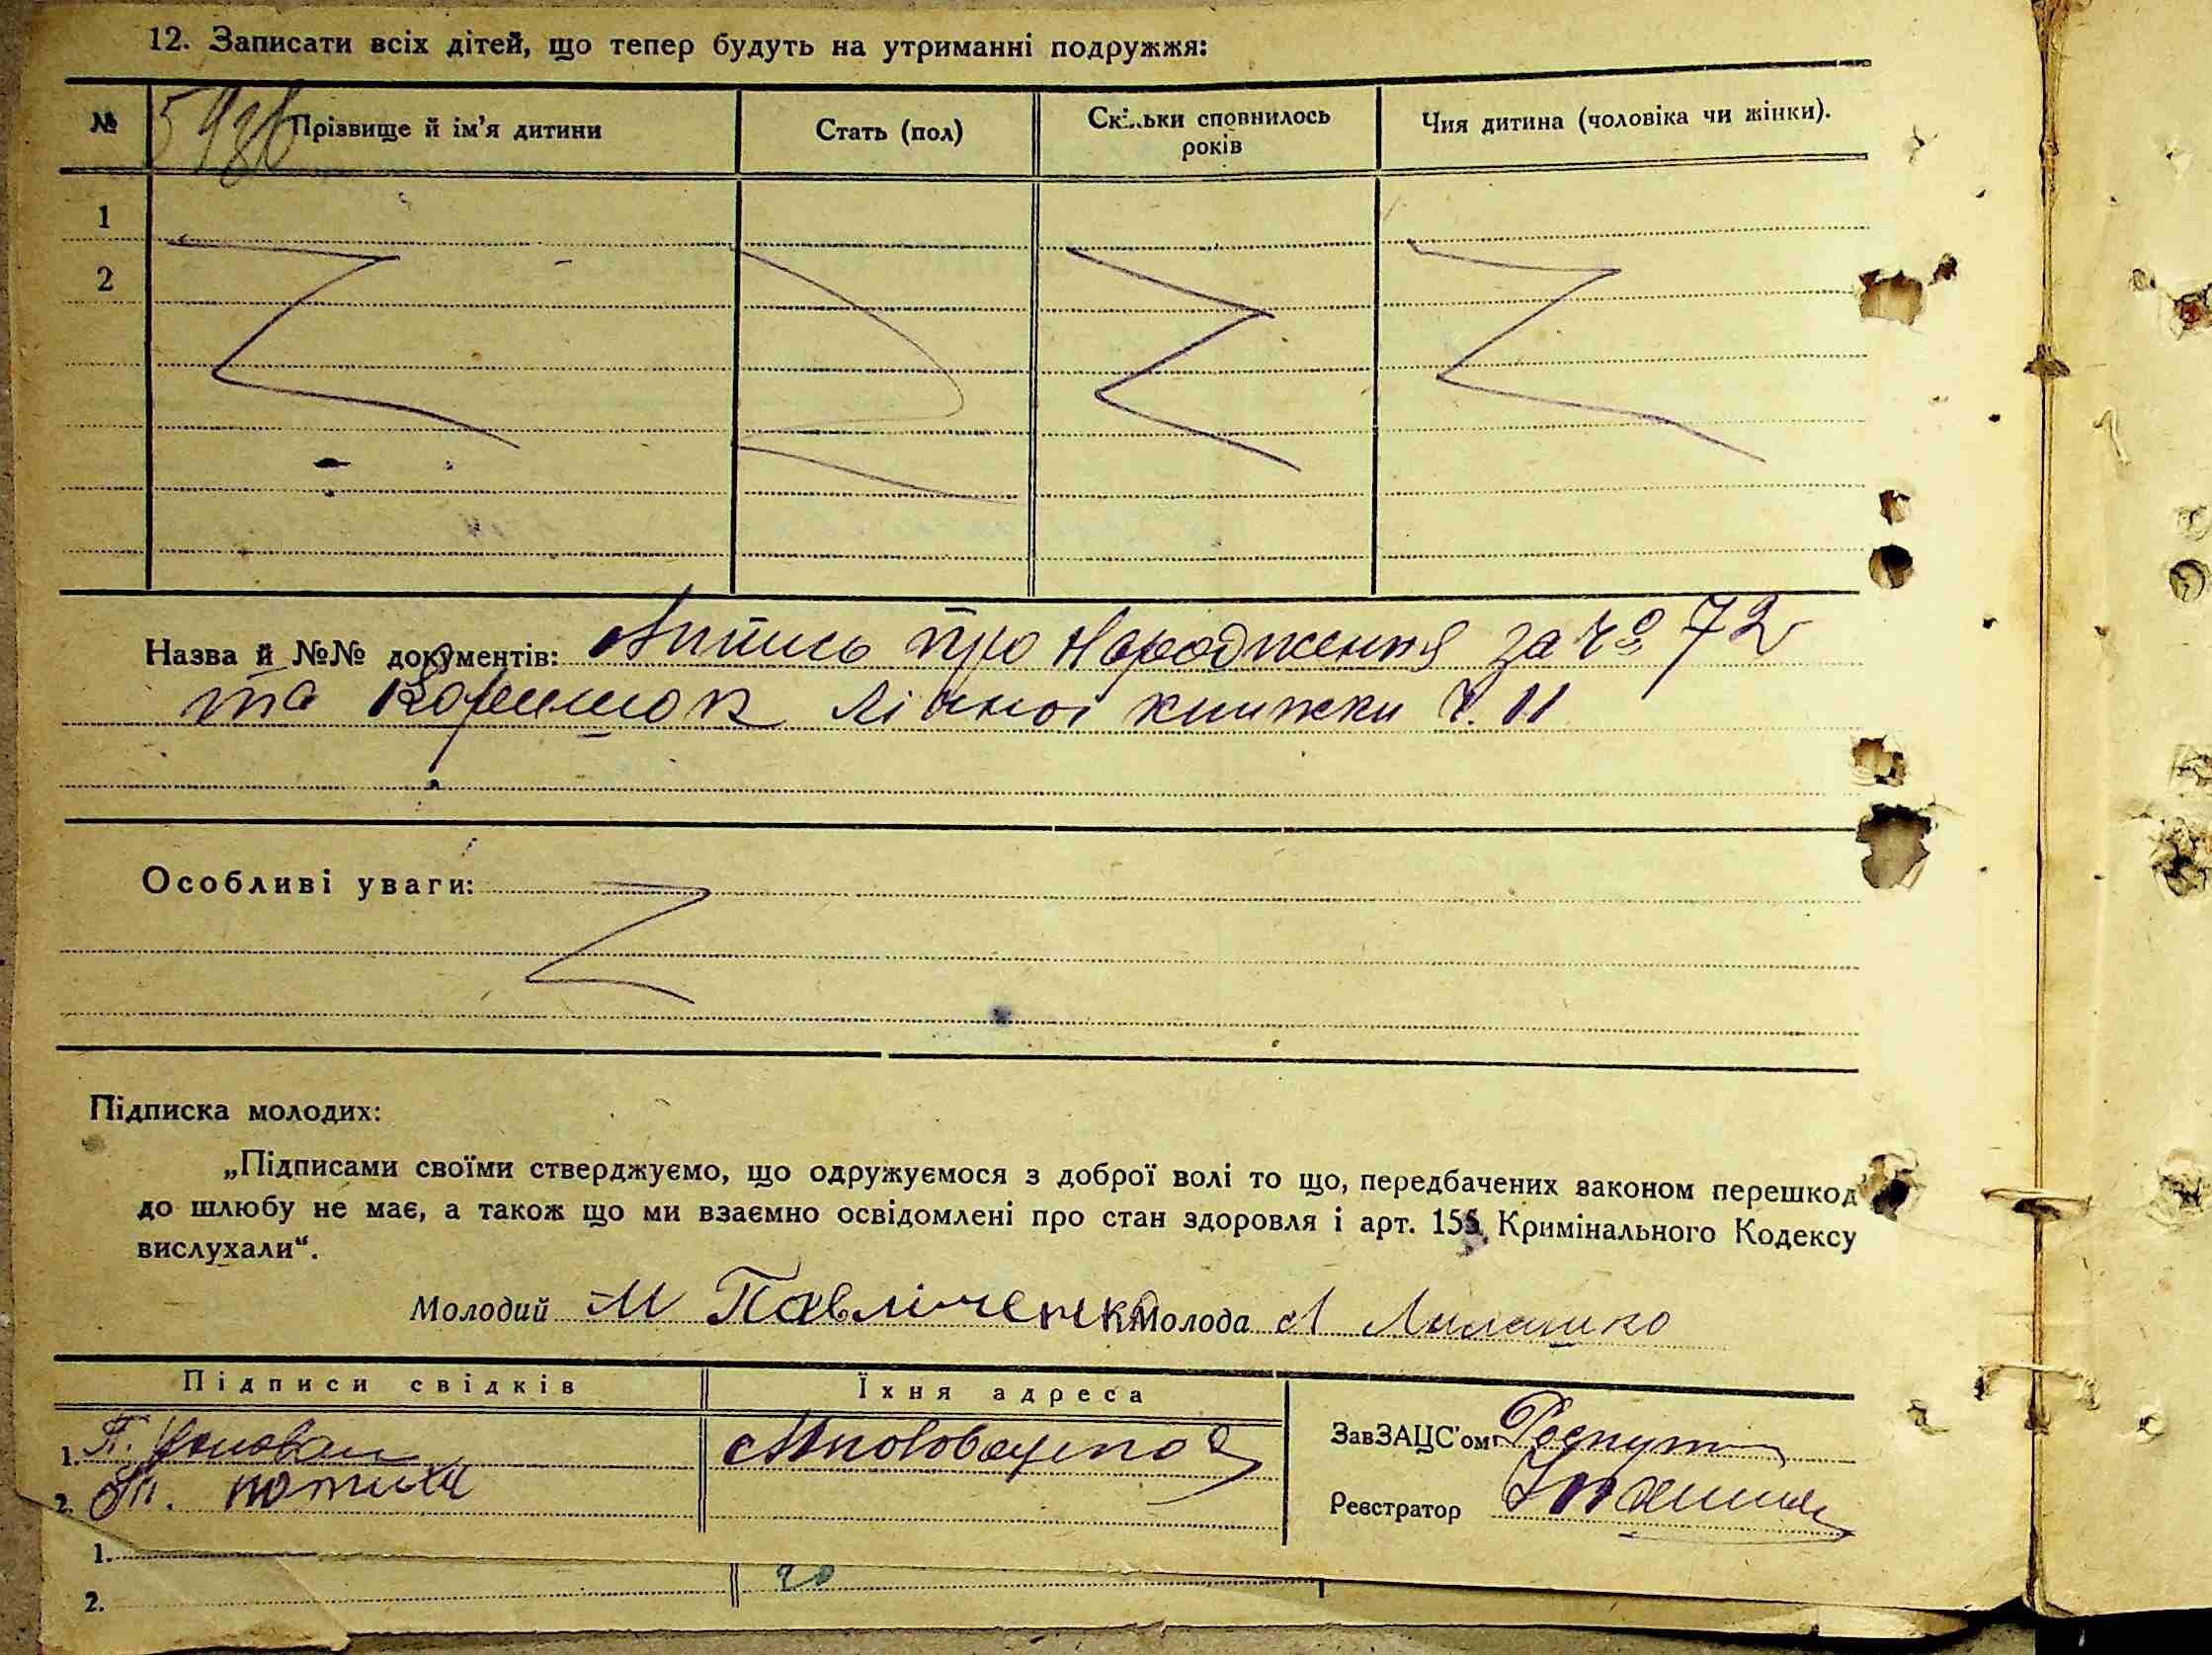 12. Записати всіх дітей, що тепер будуть на утриманні подружжя:
№ Прізвище й ім’я дитини Стать (пол) Скільки сповнилось років Чия дитина (чоловіка чи жінки).
1
2
Назва й №№ документів: про народження за 72
та Корешок книжки ч. 11
Особливі уваги:
Підписка молодих:
„Підписами своїми стверджуємо, що одружуємося з доброї волі то що, передбачених законом перешкод
до шлюбу не має, а також що ми взаємно освідомлені про стан здоровля і арт. 155 Кримінального Кодексу
вислухали“.
Молодий М Павліченко Молода
Підписи свідків Їхня адреса
1. П. ЗавЗАЦС'ом
2. Реєстратор
1.
2.